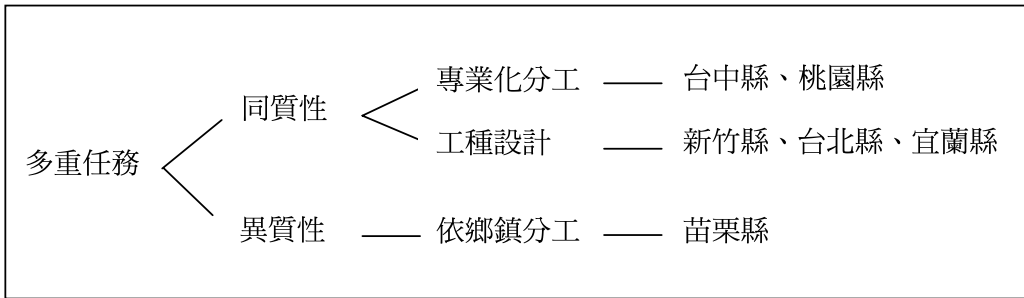 專業化分工 台中縣、桃園縣
同質性
工種設計 新竹縣、台北縣、宜蘭縣
多重任務
異質性 依鄉鎮分工 苗栗縣